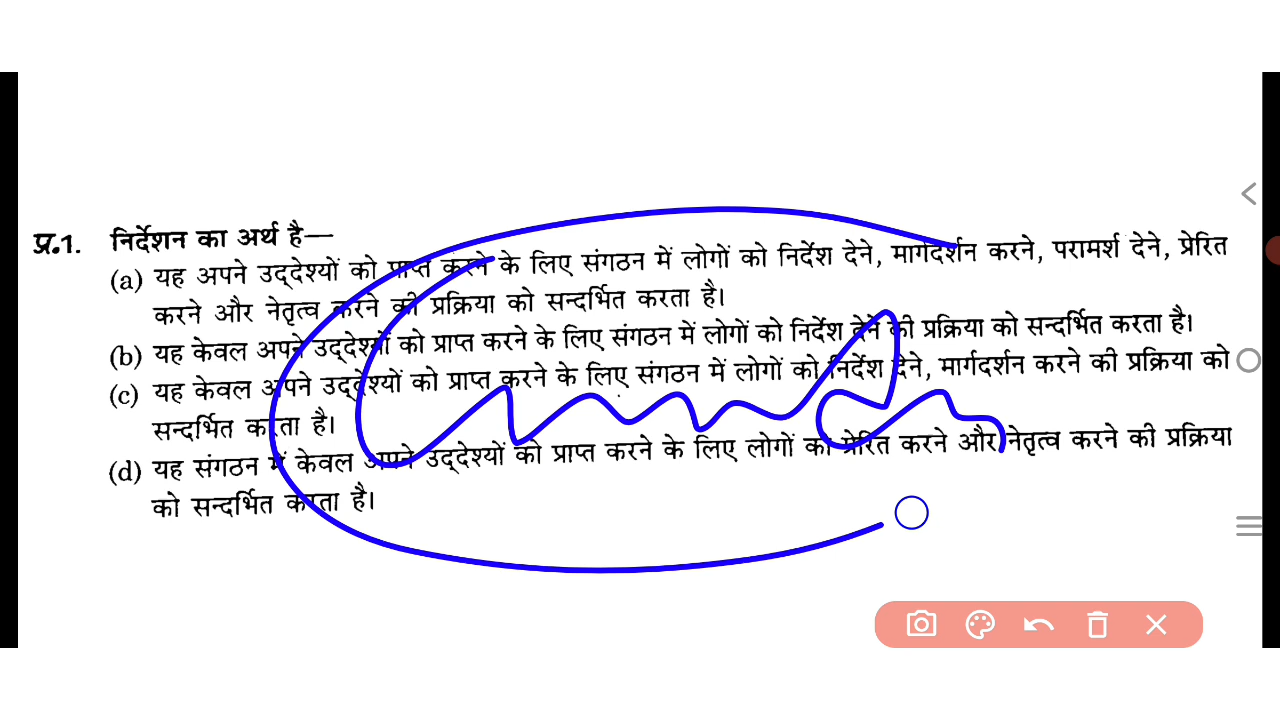 प्र.1. निर्देशन का अर्थ है—
(a) यह अपने उद्देश्यों को प्राप्त करने के लिए संगठन में लोगों को निर्देश देने, मार्गदर्शन करने, परामर्श देने, प्रेरित
करने और नेतृत्व करने की प्रक्रिया को सन्दर्भित करता है।
(b) यह केवल अपने उद्देश्यों को प्राप्त करने के लिए संगठन में लोगों को निर्देश देने की प्रक्रिया को सन्दर्भित करता है।
(c) यह केवल अपने उद्देश्यों को प्राप्त करने के लिए संगठन में लोगों को निर्देश देने, मार्गदर्शन करने की प्रक्रिया को
सन्दर्भित करता है।
(d) यह संगठन में केवल अपने उद्देश्यों को प्राप्त करने के लिए लोगों को प्रेरित करने और नेतृत्व करने की प्रक्रिया
को सन्दर्भित करता है।